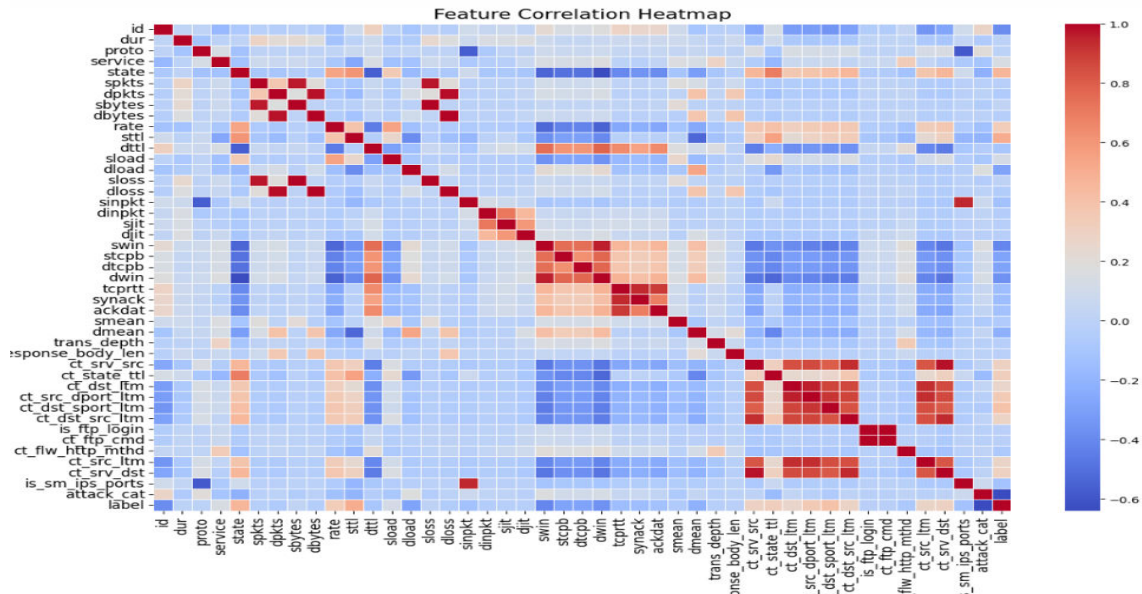 Feature Correlation Heatmap
id
dur
proto
service
state
spkts
dpkts
sbytes
dbytes
rate
sttl
dttl
sload
dload
sloss
dloss
sinpkt
dinpkt
sjit
djit
swin
stcpb
dtcpb
dwin
tcprtt
synack
ackdat
smean
dmean
trans_depth
esponse_body_len
ct_srv_src
ct_state_ttl
ct_dst_ltm
ct_src_dport_ltm
ct_dst_sport_ltm
ct_dst_src_ltm
is_ftp_login
ct_ftp_cmd
ct_flw_http_mthd
ct_src_ltm
ct_srv_dst
is_sm_ips_ports
attack_cat
label
id
dur
proto
service
state
spkts
dpkts
sbytes
dbytes
rate
sttl
dttl
sload
dload
sloss
dloss
sinpkt
dinpkt
sjit
djit
swin
stcpb
dtcpb
dwin
tcprtt
synack
ackdat
smean
dmean
trans_depth
onse_body_len
ct_srv_src
ct_state_ttl
ct_dst_ltm
src_dport_ltm
dst_sport_ltm
ct_dst_src_ltm
is_ftp_login
ct_ftp_cmd
flw_http_mthd
ct_src_ltm
ct_srv_dst
s_sm_ips_ports
attack_cat
label
1.0
0.8
0.6
0.4
0.2
0.0
−0.2
−0.4
−0.6